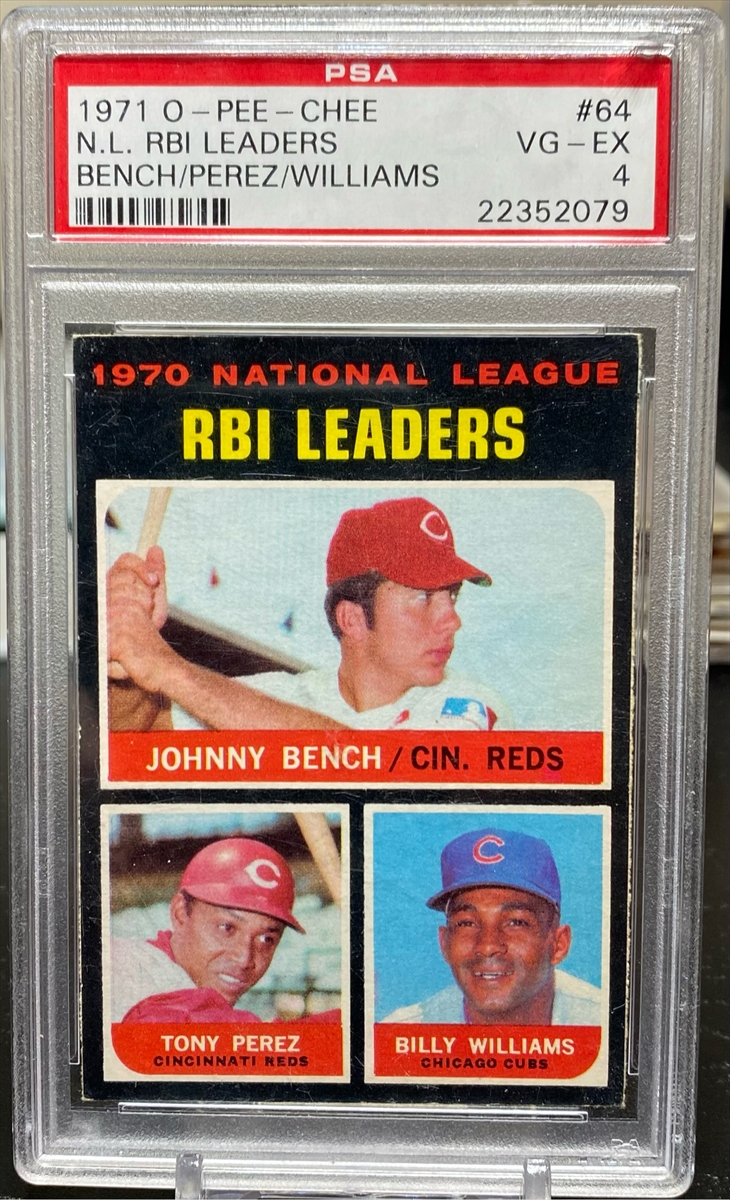 PSA
1971 O-PEE-CHEE #64
N.L. RBI LEADERS VG-EX
BENCH/PEREZ/WILLIAMS 4
22352079
1970 NATIONAL LEAGUE
RBI LEADERS
C
JOHNNY BENCH / CIN. REDS
C
C
TONY PEREZ
CINCINNATI REDS
BILLY WILLIAMS
CHICAGO CUBS